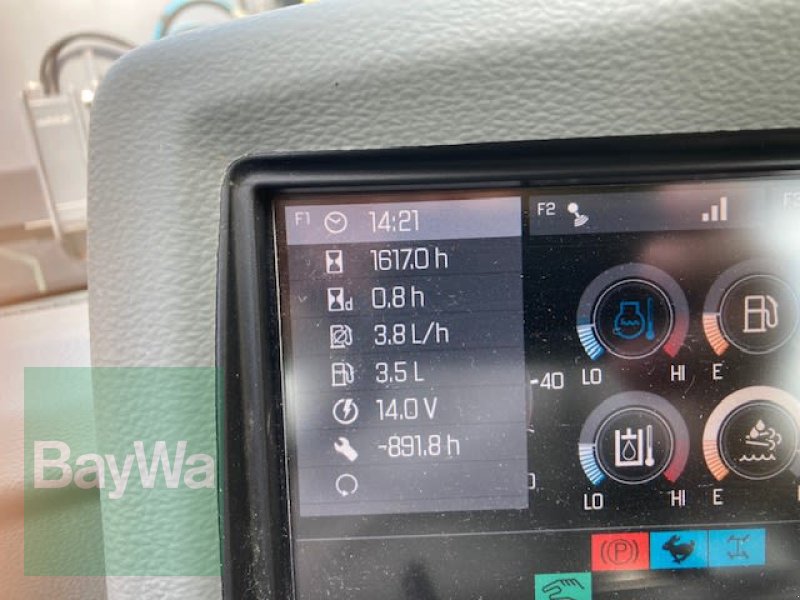 F1 14:21
F2
F3
1617.0 h
d 0.8 h
3.8 L/h
3.5 L
14.0 V
-891.8 h
-40
LO HI E
LO HI E
P
BayWa